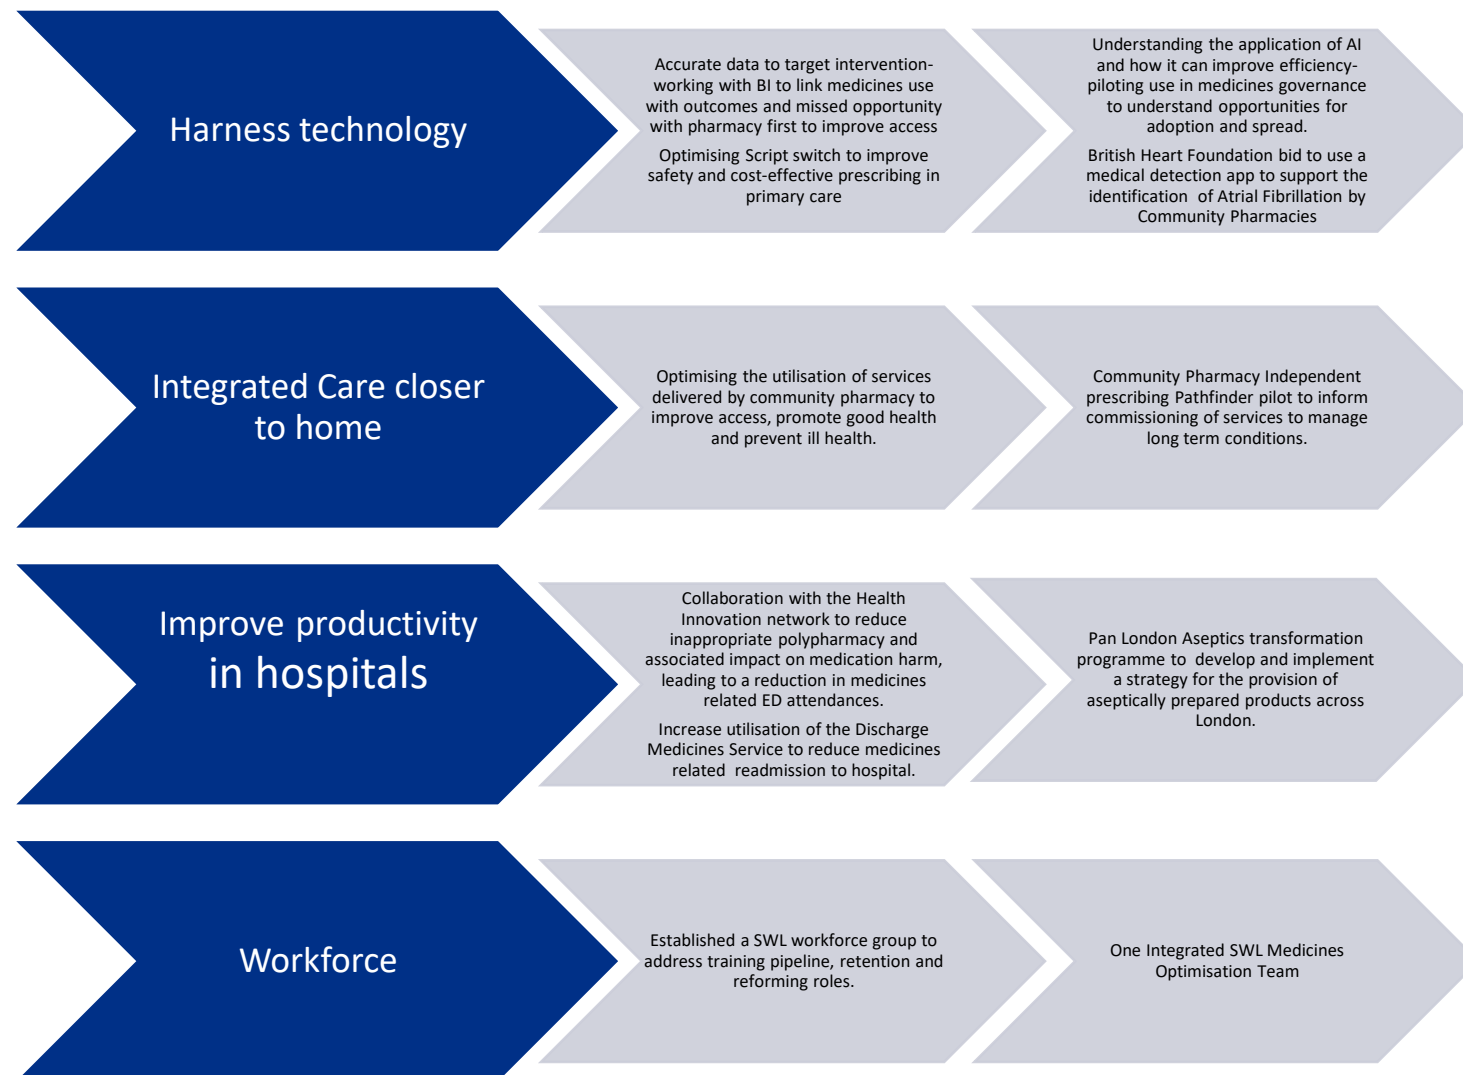 Harness technology
Accurate data to target intervention-
working with BI to link medicines use
with outcomes and missed opportunity
with pharmacy first to improve access
Optimising Script switch to improve
safety and cost-effective prescribing in
primary care
Understanding the application of AI
and how it can improve efficiency-
piloting use in medicines governance
to understand opportunities for
adoption and spread.
British Heart Foundation bid to use a
medical detection app to support the
identification of Atrial Fibrillation by
Community Pharmacies
Integrated Care closer
to home
Optimising the utilisation of services
delivered by community pharmacy to
improve access, promote good health
and prevent ill health.
Community Pharmacy Independent
prescribing Pathfinder pilot to inform
commissioning of services to manage
long term conditions.
Improve productivity
in hospitals
Collaboration with the Health
Innovation network to reduce
inappropriate polypharmacy and
associated impact on medication harm,
leading to a reduction in medicines
related ED attendances.
Increase utilisation of the Discharge
Medicines Service to reduce medicines
related readmission to hospital.
Pan London Aseptics transformation
programme to develop and implement
a strategy for the provision of
aseptically prepared products across
London.
Workforce
Established a SWL workforce group to
address training pipeline, retention and
reforming roles.
One Integrated SWL Medicines
Optimisation Team